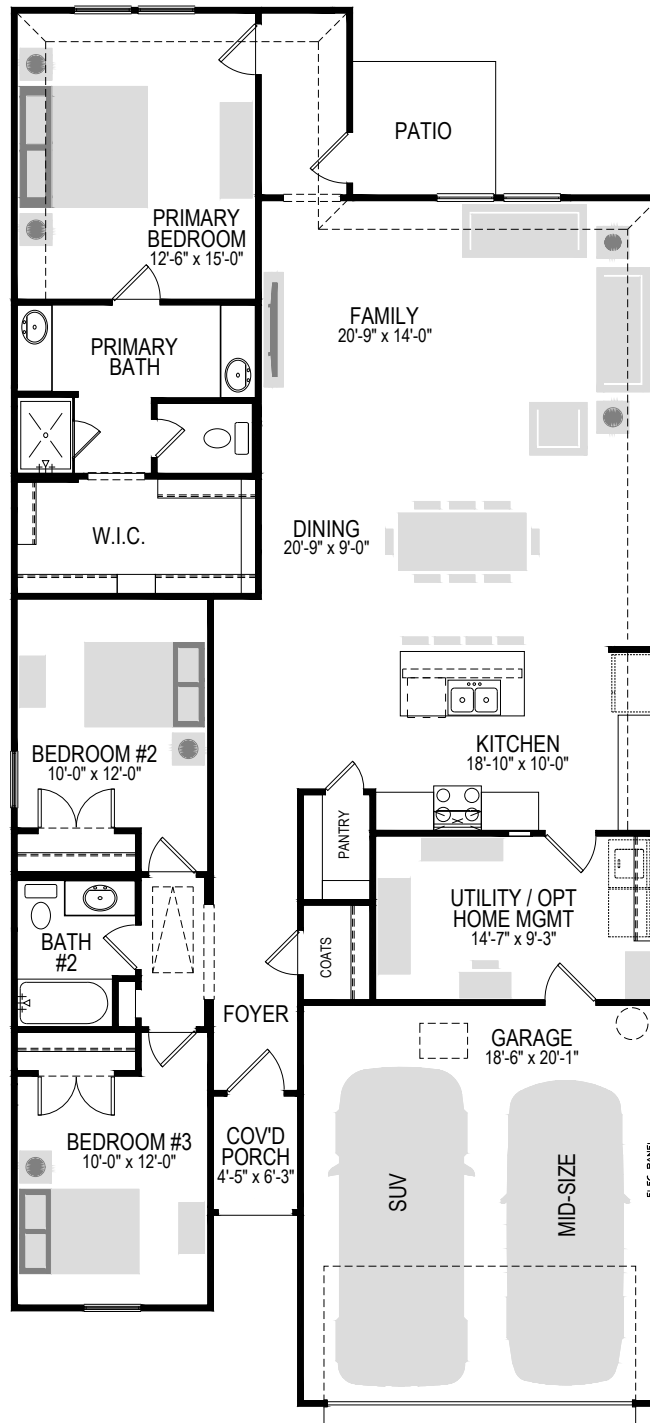 PATIO
PRIMARY
BEDROOM
12'-6" x 15'-0"
FAMILY
20'-9" x 14'-0"
PRIMARY
BATH
DINING
20'-9" x 9'-0"
W.I.C.
KITCHEN
18'-10" x 10'-0"
BEDROOM #2
10'-0" x 12'-0"
PANTRY
UTILITY / OPT
HOME MGMT
14'-7" x 9'-3"
BATH
#2
COATS
FOYER
GARAGE
18'-6" x 20'-1"
BEDROOM #3
10'-0" x 12'-0"
COV'D
PORCH
4'-5" x 6'-3"
SUV
MID-SIZE